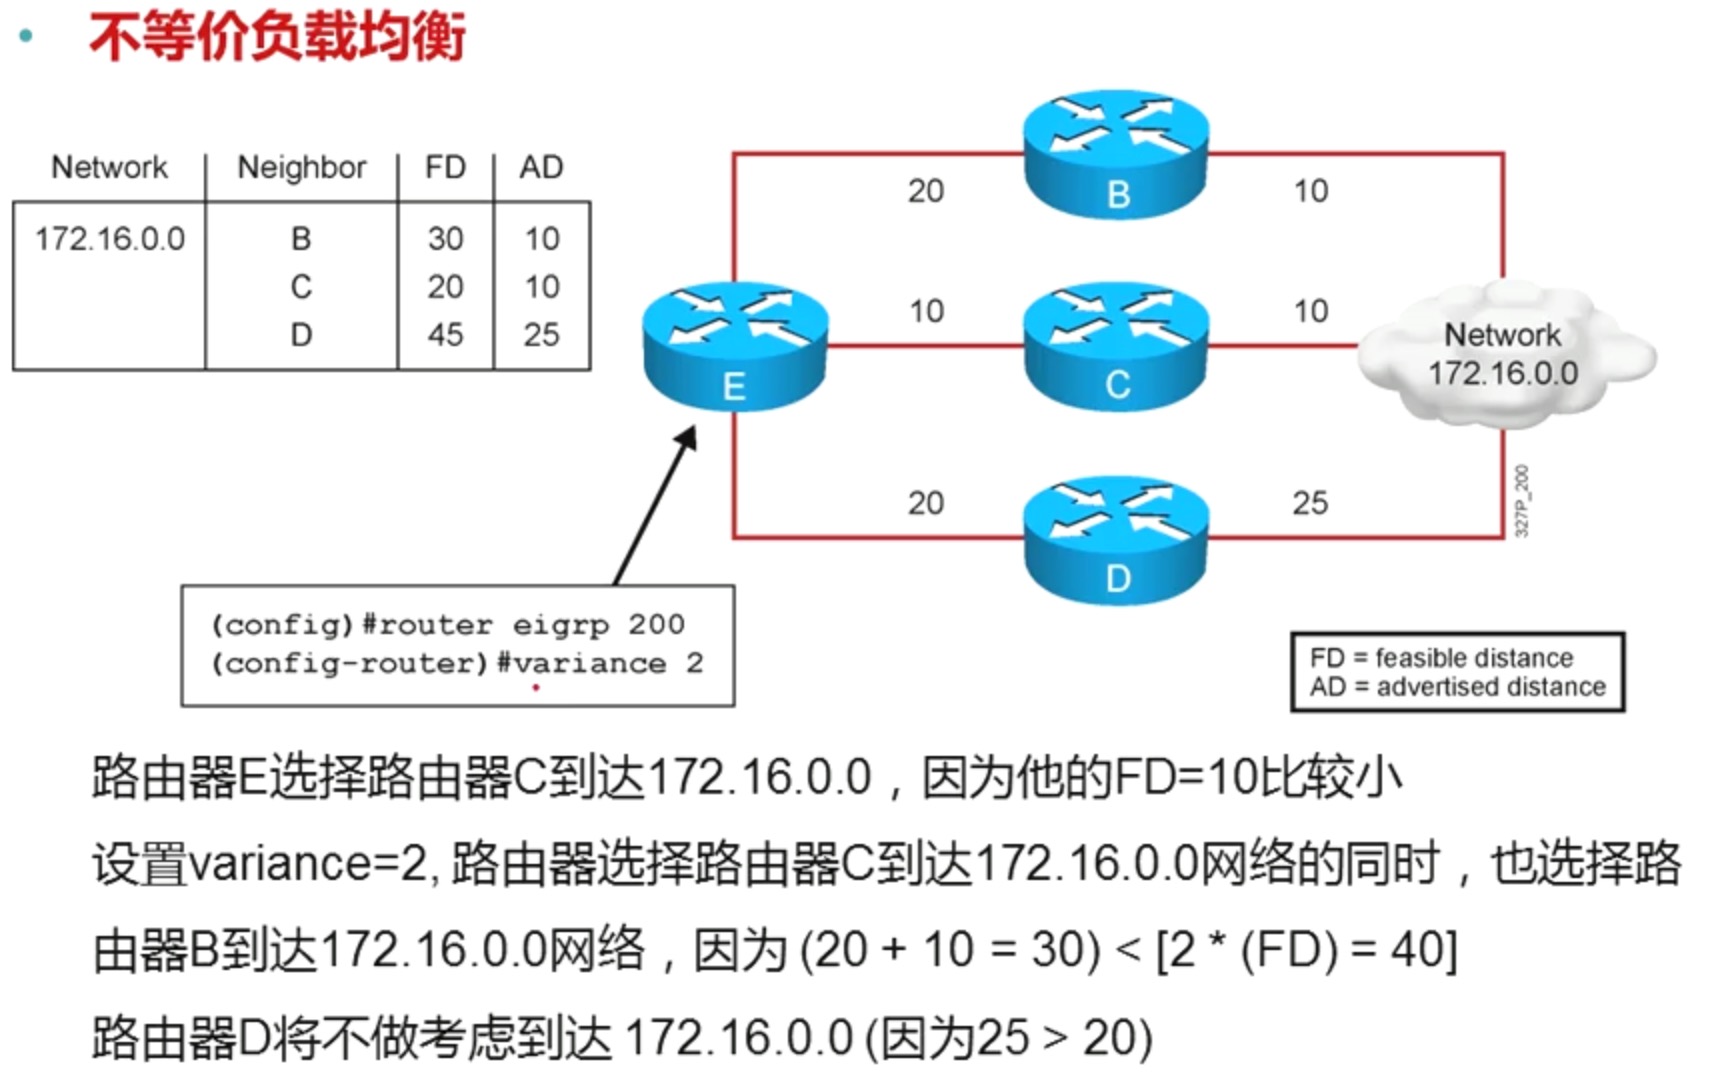 不等价负载均衡
Network Neighbor FD AD
172.16.0.0 B 30 10
C 20 10
D 45 25
B
20
10
E
10
C
10
Network
172.16.0.0
20
D
25
327P_200
(config)#router eigrp 200
(config-router)#variance 2
FD = feasible distance
AD = advertised distance
路由器E选择路由器C到达172.16.0.0，因为他的FD=10比较小
设置variance=2, 路由器选择路由器C到达172.16.0.0网络的同时，也选择路
由器B到达172.16.0.0网络，因为 (20 + 10 = 30) < [2 * (FD) = 40]
路由器D将不做考虑到达 172.16.0.0 (因为25 > 20)